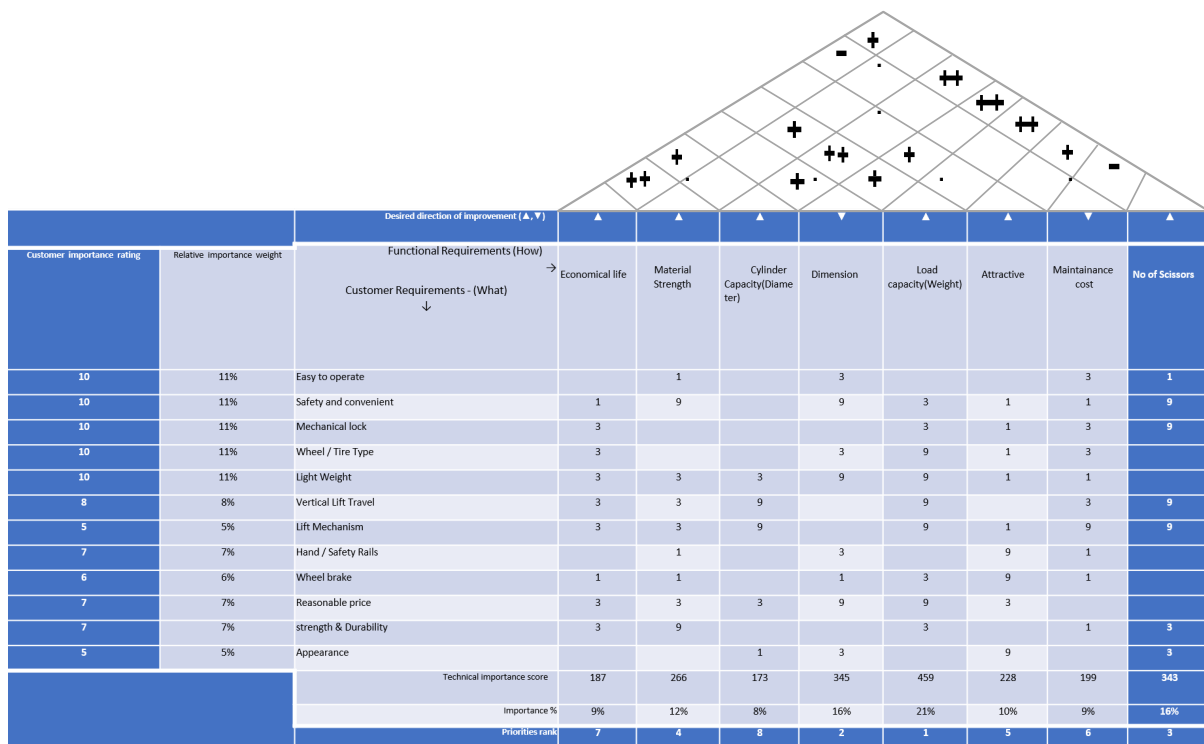 +
-
.
++
++
.
++
+
+
++
+
+
-
++
.
+
.
+
.
.
Desired direction of improvement (▲,▼)
▲ ▲ ▲ ▼ ▲ ▲ ▼ ▲
Customer importance rating
Relative importance weight
Functional Requirements (How)
→
Customer Requirements - (What)
↓
Economical life
Material
Strength
Cylinder
Capacity(Diame
ter)
Dimension
Load
capacity(Weight)
Attractive
Maintainance
cost
No of Scissors
10 11% Easy to operate 1 3 3 1
10 11% Safety and convenient 1 9 9 3 1 1 9
10 11% Mechanical lock 3 3 1 3 9
10 11% Wheel / Tire Type 3 3 9 1 3
10 11% Light Weight 3 3 3 9 9 1 1
8 8% Vertical Lift Travel 3 3 9 9 3 9
5 5% Lift Mechanism 3 3 9 9 1 9 9
7 7% Hand / Safety Rails 1 3 9 1
6 6% Wheel brake 1 1 1 3 9 1
7 7% Reasonable price 3 3 3 9 9 3
7 7% strength & Durability 3 9 3 1 3
5 5% Appearance 1 3 9 3
Technical importance score 187 266 173 345 459 228 199 343
Importance % 9% 12% 8% 16% 21% 10% 9% 16%
Priorities rank 7 4 8 2 1 5 6 3